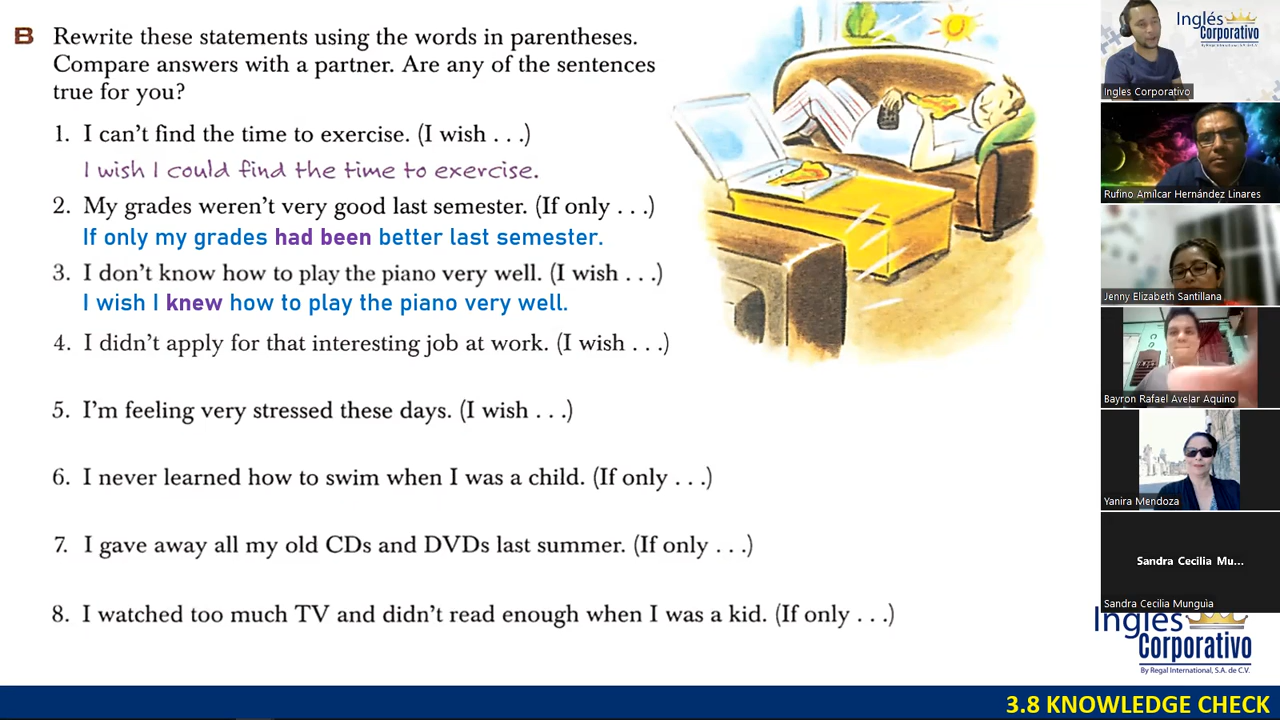 B Rewrite these statements using the words in parentheses.
Compare answers with a partner. Are any of the sentences
true for you?
1. I can't find the time to exercise. (I wish . . .)
I wish I could find the time to exercise.
2. My grades weren't very good last semester. (If only . . .)
If only my grades had been better last semester.
3. I don't know how to play the piano very well. (I wish . . .)
I wish I knew how to play the piano very well.
4. I didn't apply for that interesting job at work. (I wish . . .)
5. I'm feeling very stressed these days. (I wish . . .)
6. I never learned how to swim when I was a child. (If only . . .)
7. I gave away all my old CDs and DVDs last summer. (If only . . .)
8. I watched too much TV and didn't read enough when I was a kid. (If only . . .)
Inglés
Corporativo
By Regal International, S.A. de C.V.
Ingles Corporativo
Rufino Amílcar Hernández Linares
Jenny Elizabeth Santillana
Bayron Rafael Avelar Aquino
Yanira Mendoza
Sandra Cecilia Mu...
Sandra Cecilia Munguìa
Inglés
Corporativo
By Regal International, S.A. de C.V.
3.8 KNOWLEDGE CHECK